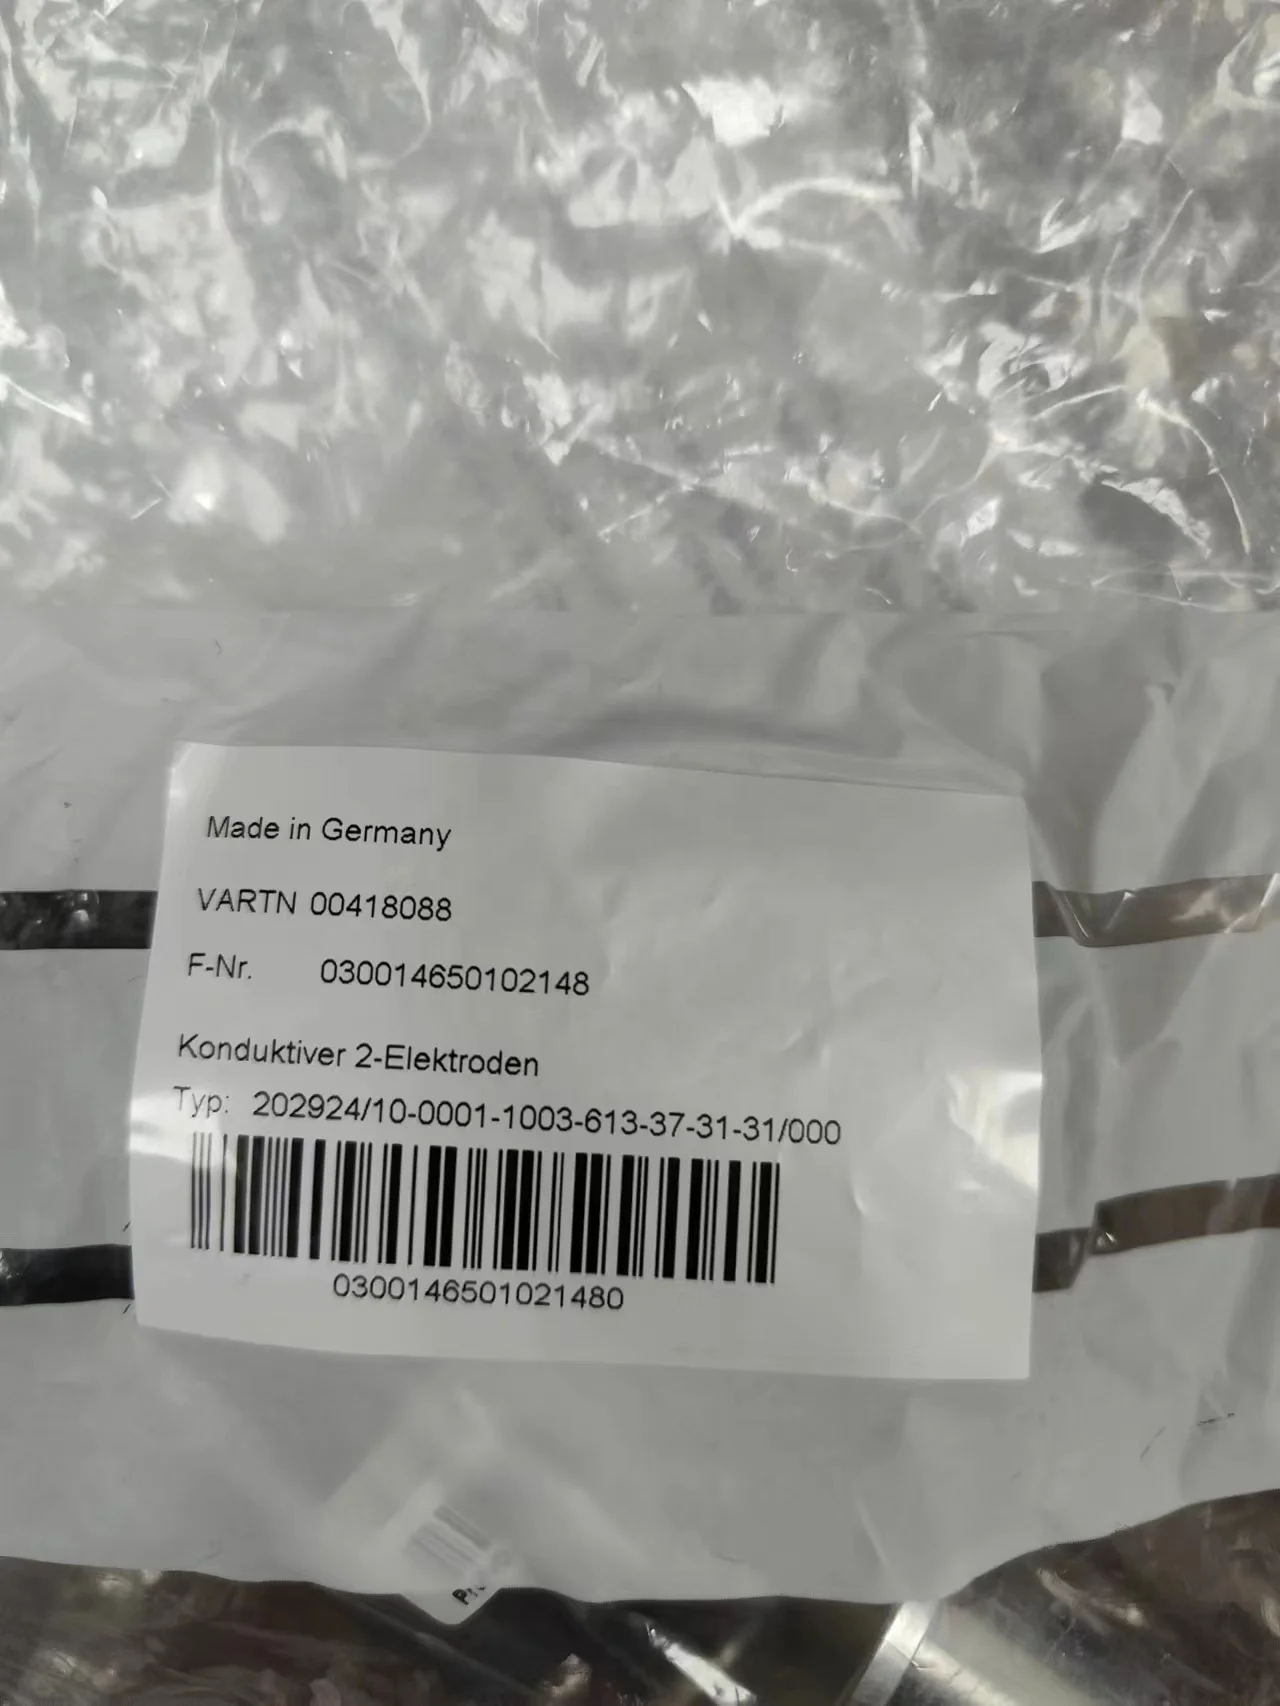 Made in Germany
VARTN 00418088
F-Nr. 030014650102148
Konduktiver 2-Elektroden
Typ: 202924/10-0001-1003-613-37-31-31/000
0300146501021480